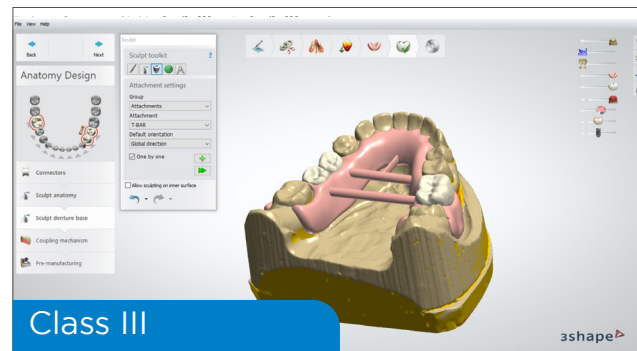 File View Help
Back
Next
Anatomy Design
Connectors
Sculpt anatomy
Sculpt denture base
Coupling mechanism
Pre-manufacturing
Sculpt
Sculpt toolkit
?
Attachment settings
Group
Attachments
Attachment
T-BAR
Default orientation
Global direction
One by one
Allow sculpting on inner surface
Class III
3shape